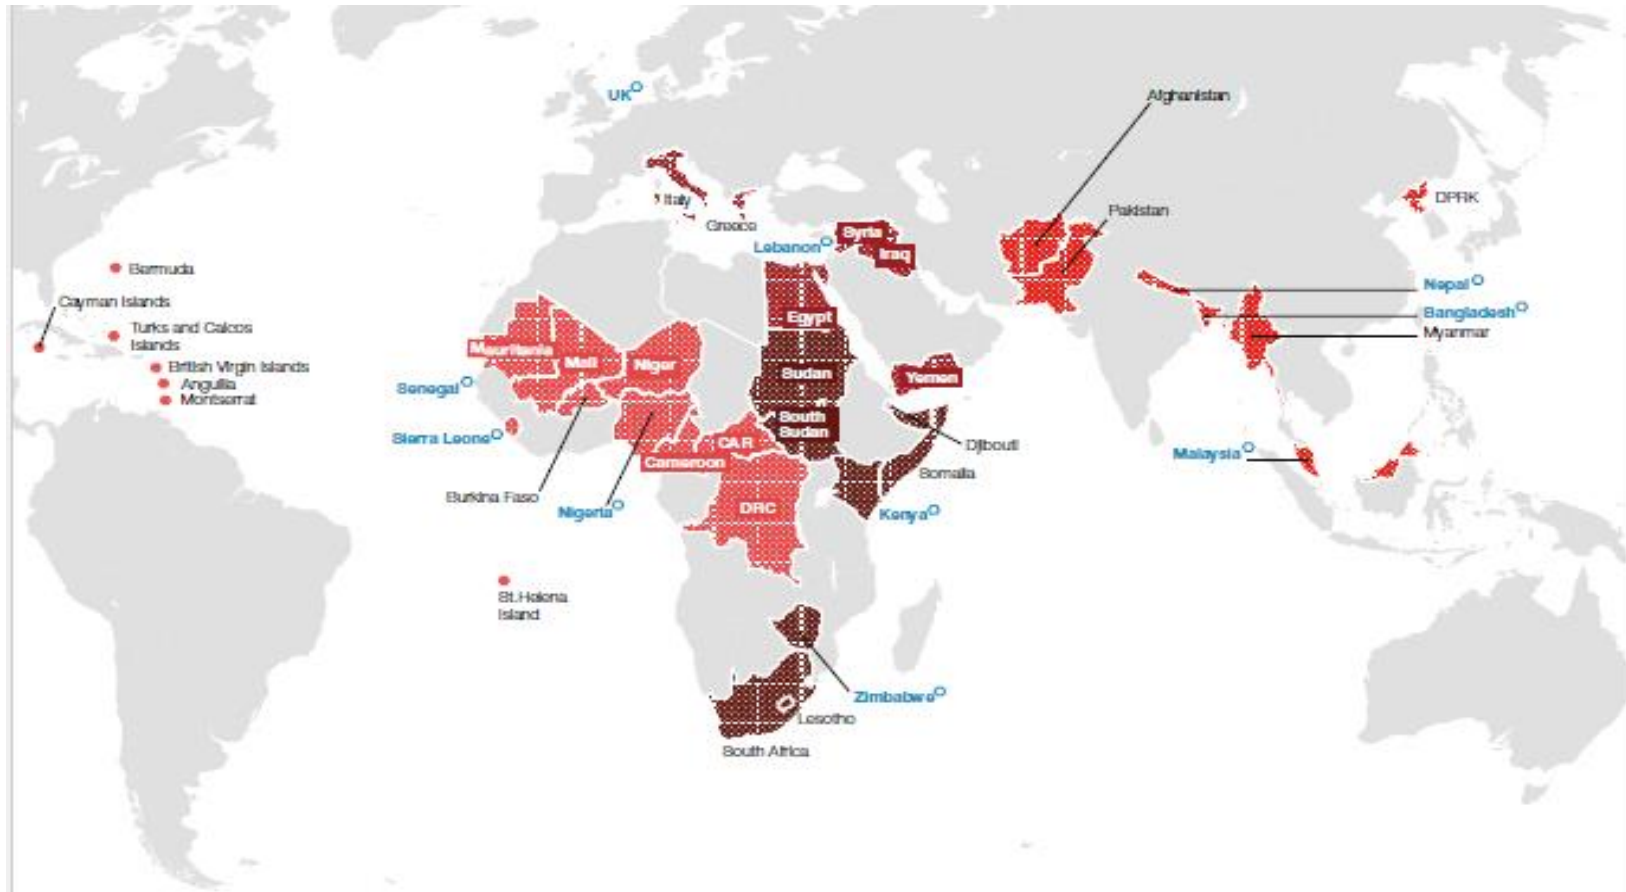 UK
Afghanistan
Italy
Greece
Pakistan
DPRK
Lebanon
Syria
Iraq
Bermuda
Nepal
Cayman Islands
Bangladesh
Egypt
Turks and Caicos
Islands
Myanmar
Mauritania
Mali
Niger
British Virgin Islands
Sudan
Yemen
Anguilla
Senegal
Montserrat
South
Sudan
Sierra Leone
CAR
Djibouti
Malaysia
Cameroon
Somalia
Burkina Faso
Nigeria
DRC
Kenya
St.Helena
Island
Zimbabwe
Lesotho
South Africa